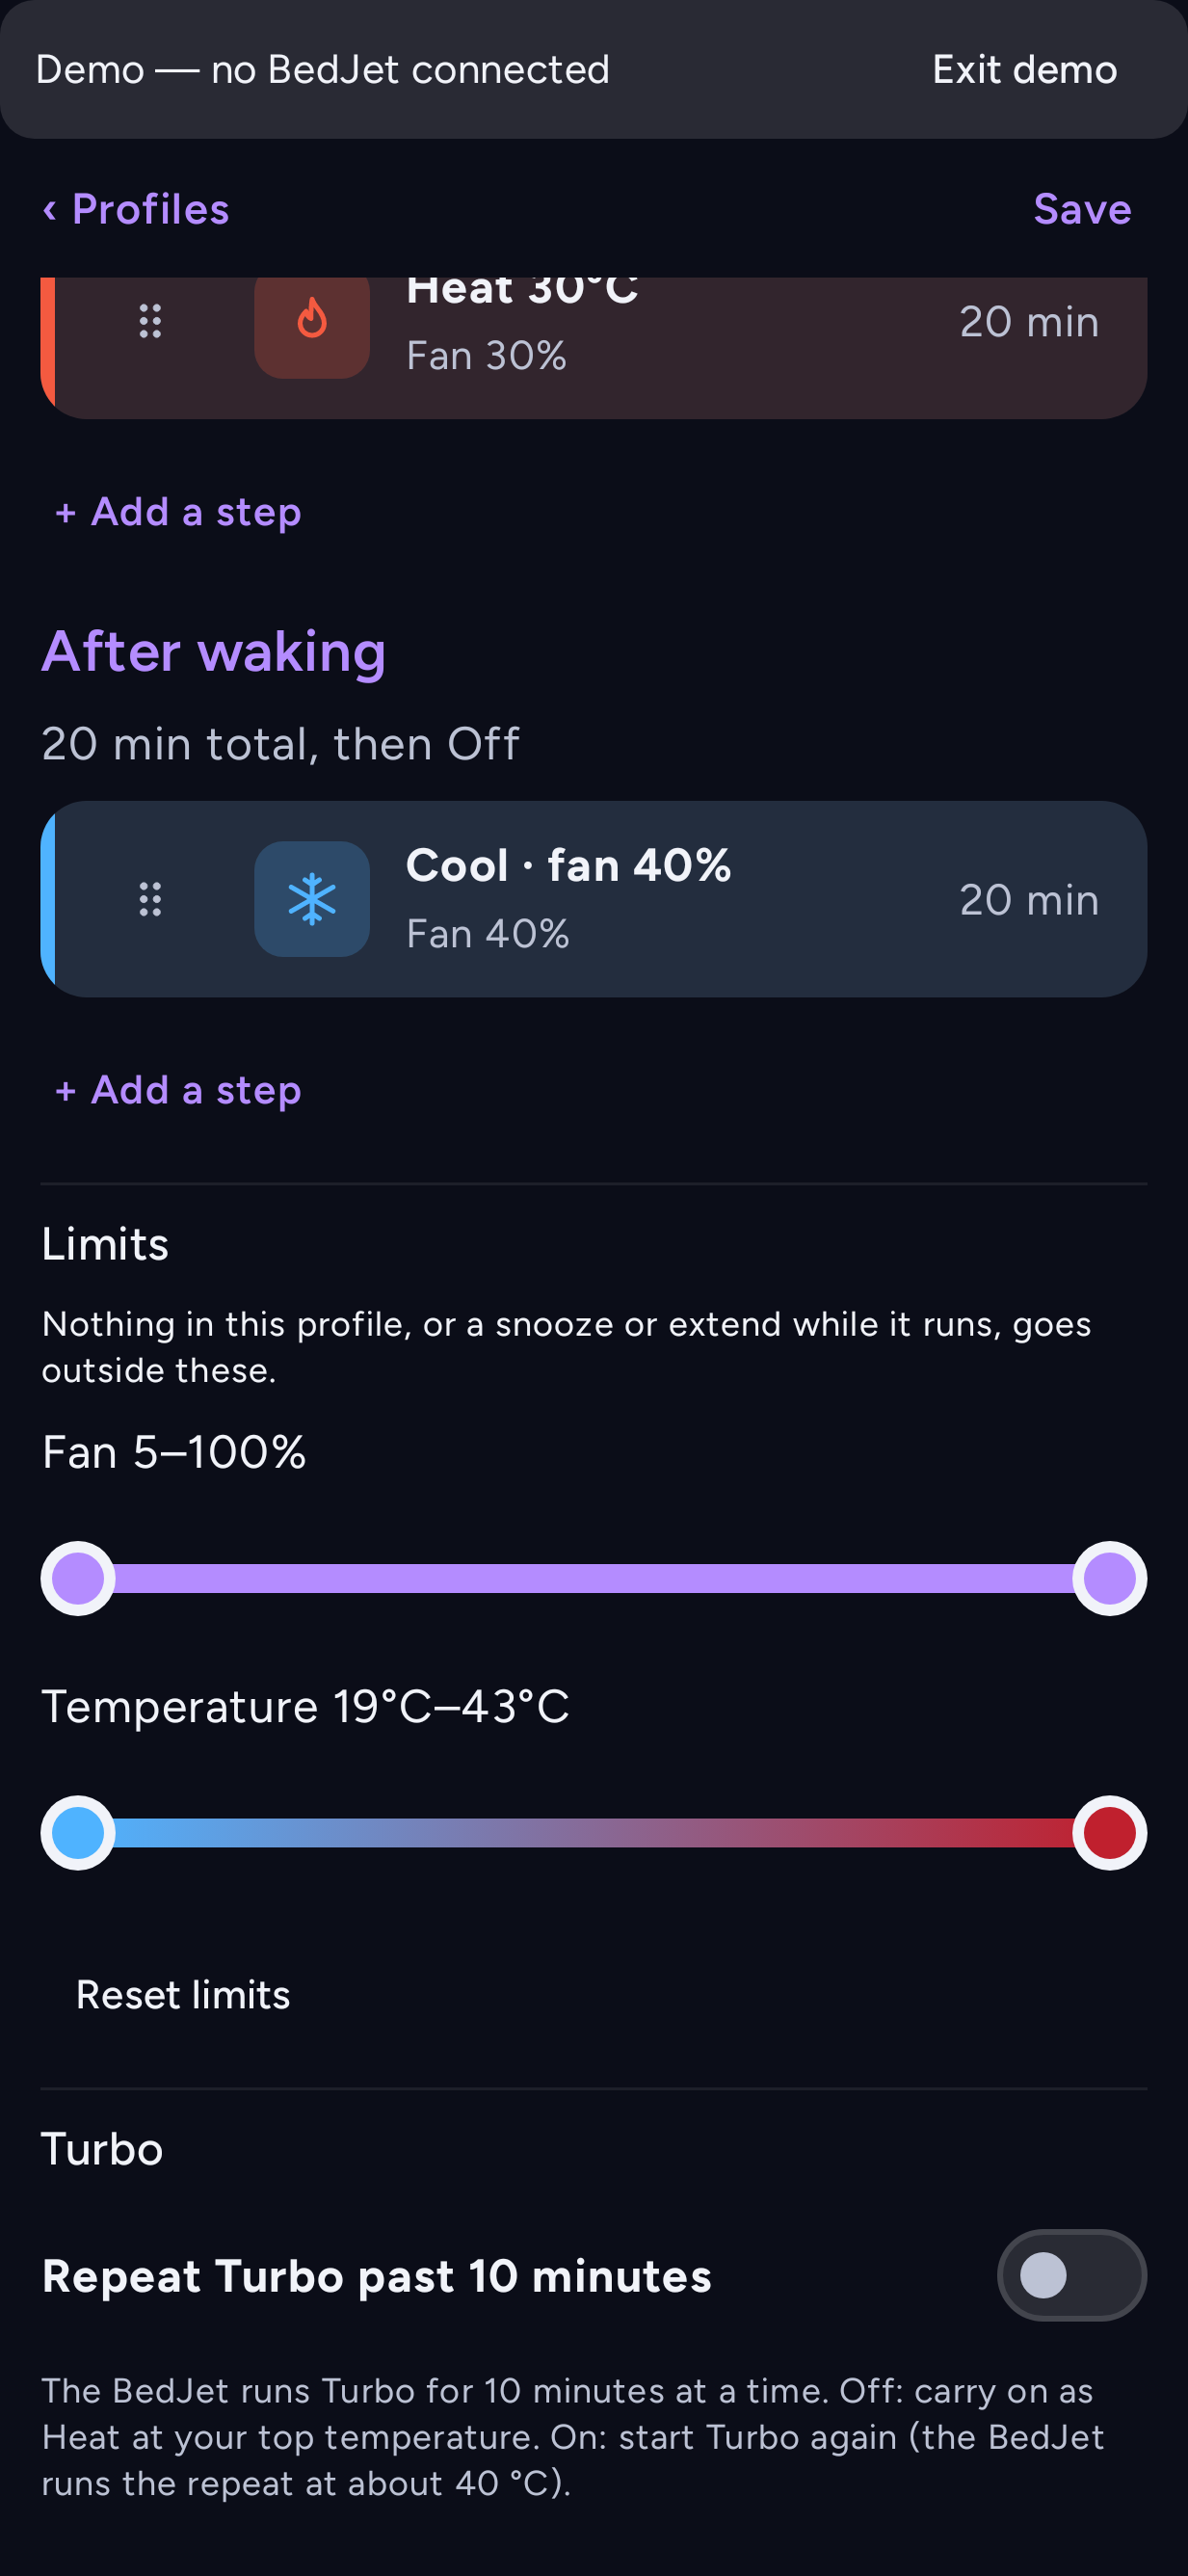 Demo — no BedJet connected
Exit demo
‹ Profiles
Save
Heat 30°C
Fan 30%
20 min
+ Add a step
After waking
20 min total, then Off
Cool · fan 40%
Fan 40%
20 min
+ Add a step
Limits
Nothing in this profile, or a snooze or extend while it runs, goes
outside these.
Fan 5–100%
Temperature 19°C–43°C
Reset limits
Turbo
Repeat Turbo past 10 minutes
The BedJet runs Turbo for 10 minutes at a time. Off: carry on as
Heat at your top temperature. On: start Turbo again (the BedJet
runs the repeat at about 40 °C).